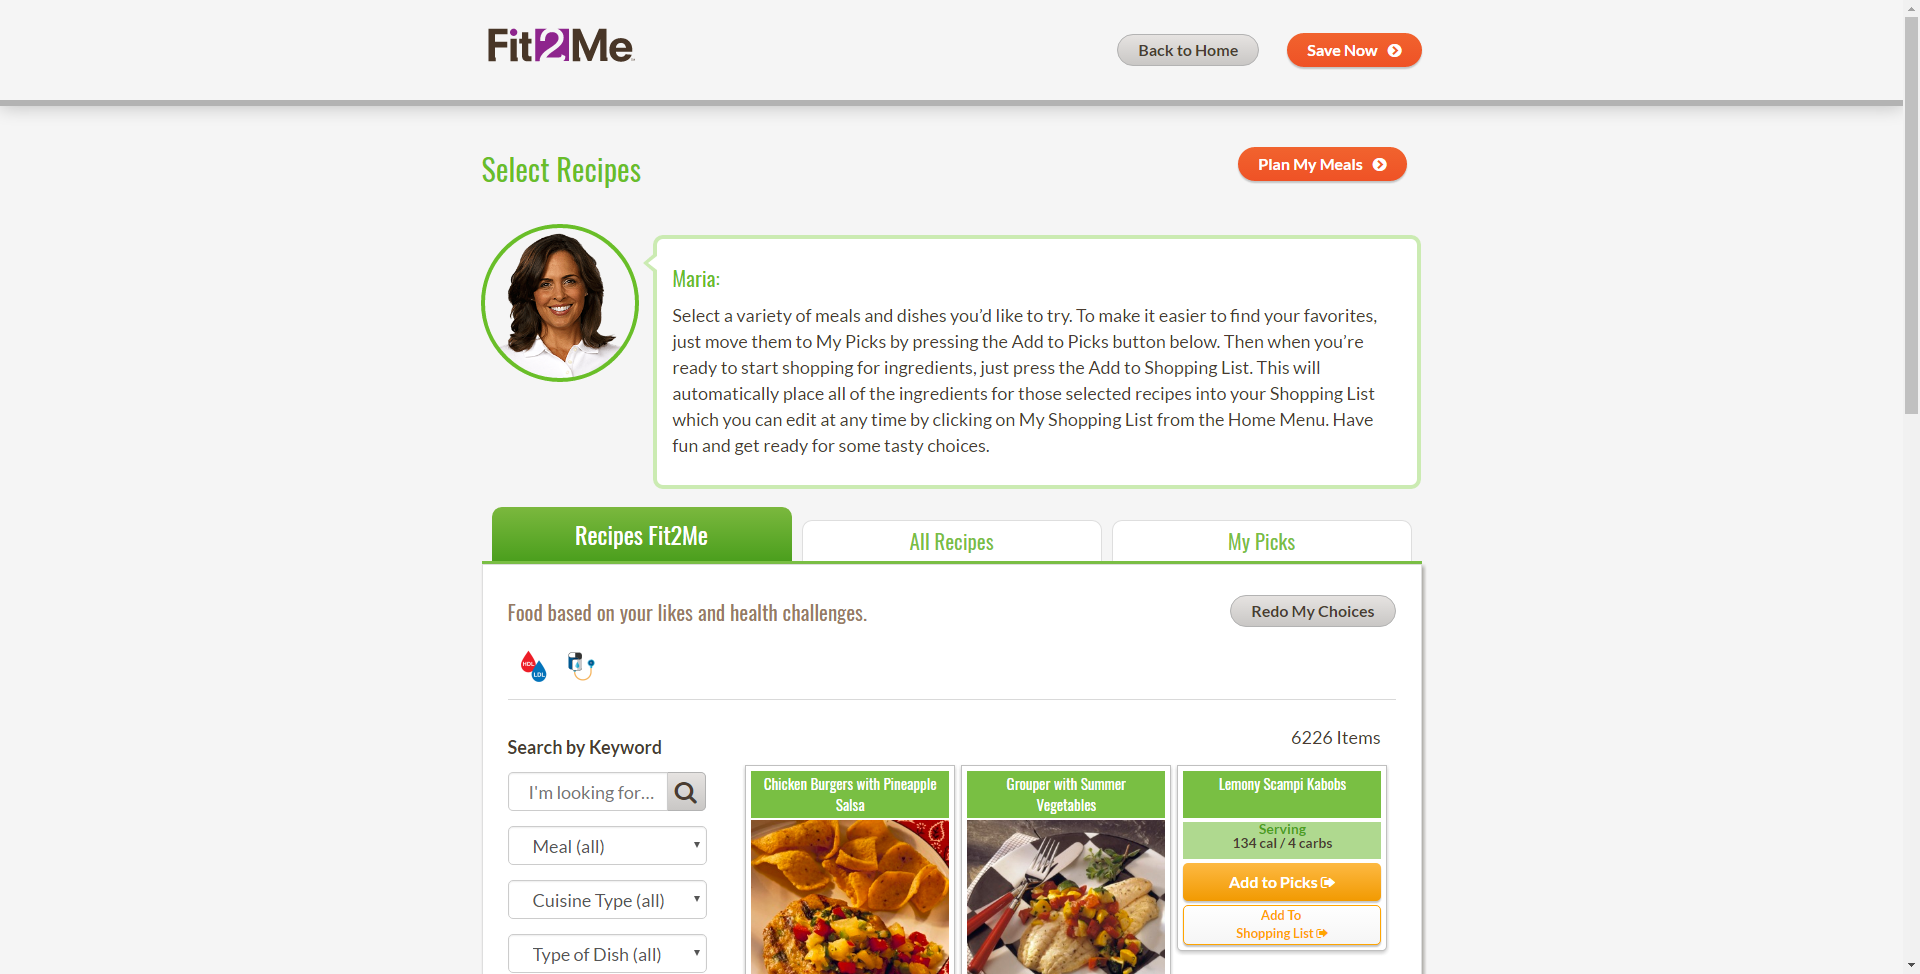 Fit2Me
Back to Home
Save Now
Select Recipes
Plan My Meals
Maria:
Select a variety of meals and dishes you’d like to try. To make it easier to find your favorites,
just move them to My Picks by pressing the Add to Picks button below. Then when you’re
ready to start shopping for ingredients, just press the Add to Shopping List. This will
automatically place all of the ingredients for those selected recipes into your Shopping List
which you can edit at any time by clicking on My Shopping List from the Home Menu. Have
fun and get ready for some tasty choices.
Recipes Fit2Me
All Recipes
My Picks
Food based on your likes and health challenges.
Redo My Choices
HDL
LDL
Search by Keyword
6226 Items
I'm looking for...
Meal (all)
Cuisine Type (all)
Type of Dish (all)
Chicken Burgers with Pineapple
Salsa
Grouper with Summer
Vegetables
Lemony Scampi Kabobs
Serving
134 cal / 4 carbs
Add to Picks
Add To
Shopping List